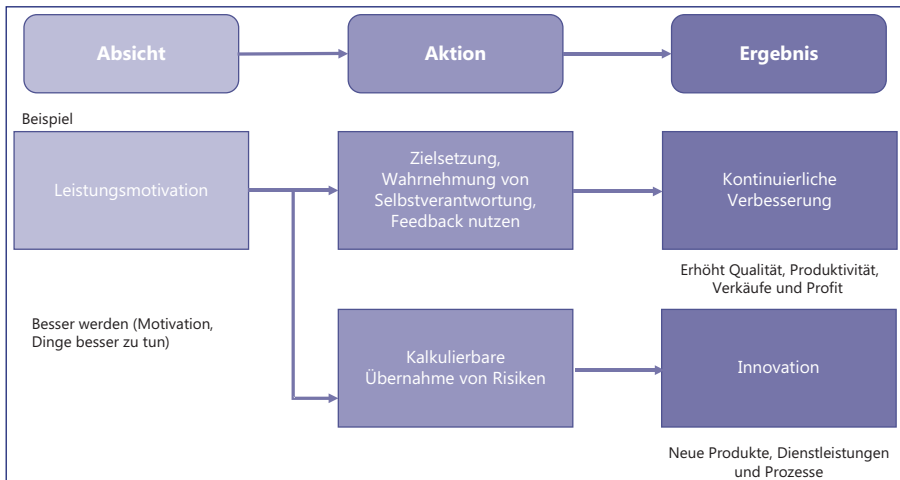 Absicht
Aktion
Ergebnis
Beispiel
Leistungsmotivation
Zielsetzung,
Wahrnehmung von
Selbstverantwortung,
Feedback nutzen
Kontinuierliche
Verbesserung
Erhöht Qualität, Produktivität,
Verkäufe und Profit
Besser werden (Motivation,
Dinge besser zu tun)
Kalkulierbare
Übernahme von Risiken
Innovation
Neue Produkte, Dienstleistungen
und Prozesse